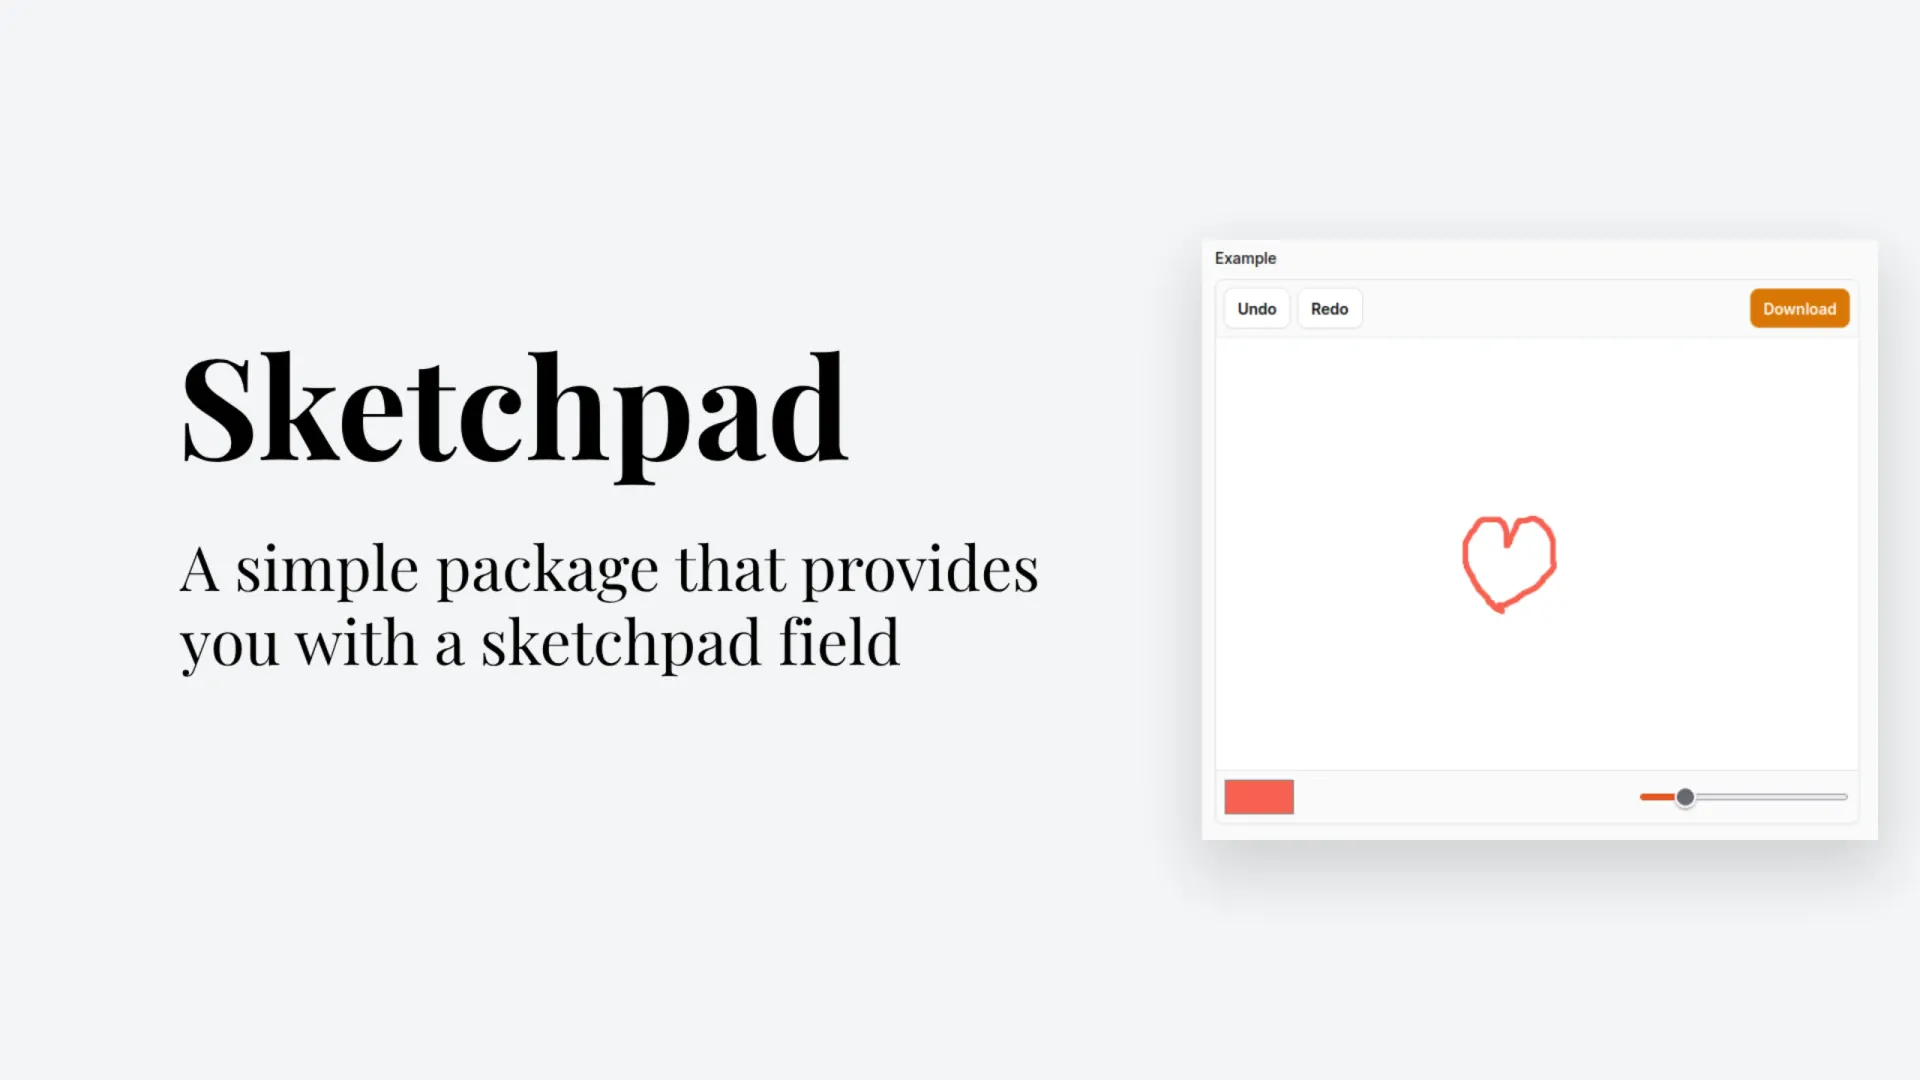 Sketchpad
A simple package that provides
you with a sketchpad field
Example
Undo Redo Download